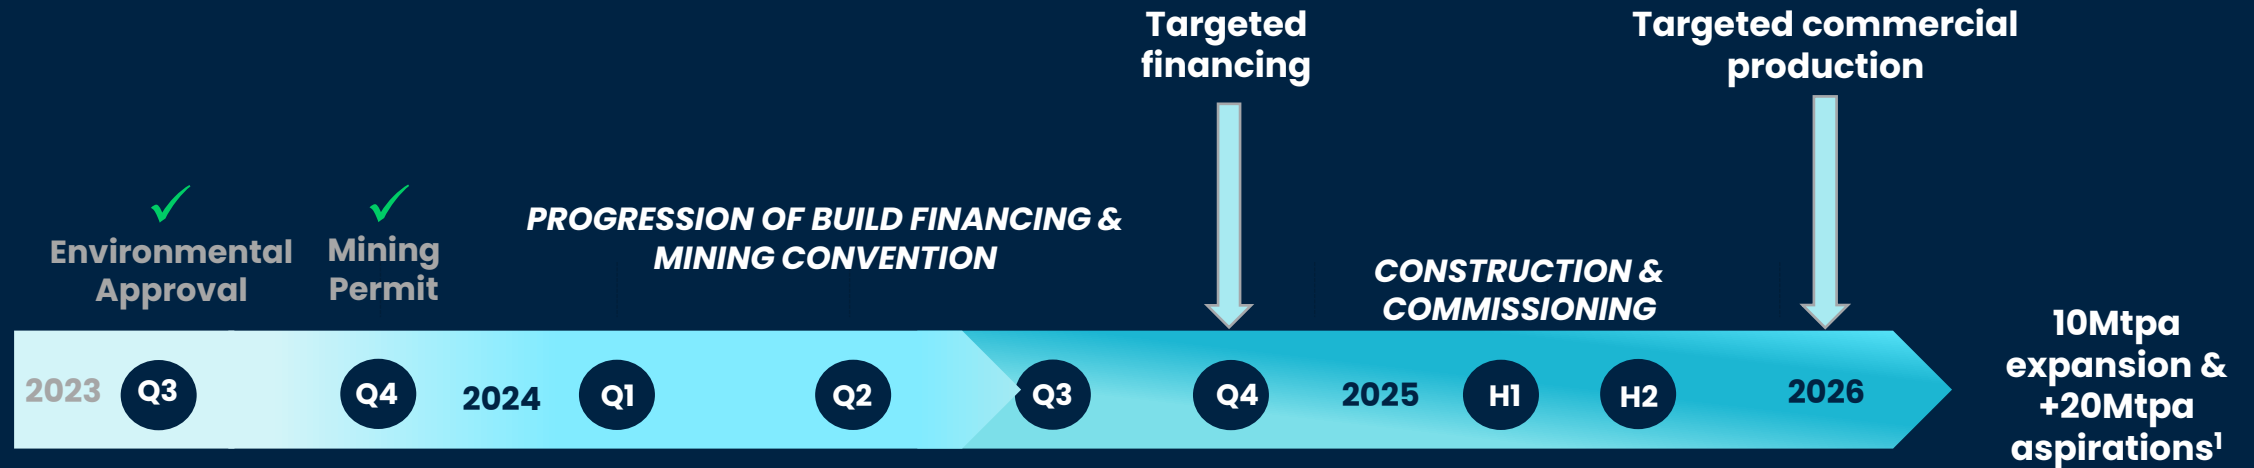 Targeted
financing
Targeted commercial
production
Environmental
Approval
Mining
Permit
PROGRESSION OF BUILD FINANCING &
MINING CONVENTION
CONSTRUCTION &
COMMISSIONING
2023 Q3 Q4 2024 Q1 Q2 Q3 Q4 2025 H1 H2 2026
10Mtpa
expansion &
+20Mtpa
aspirations¹